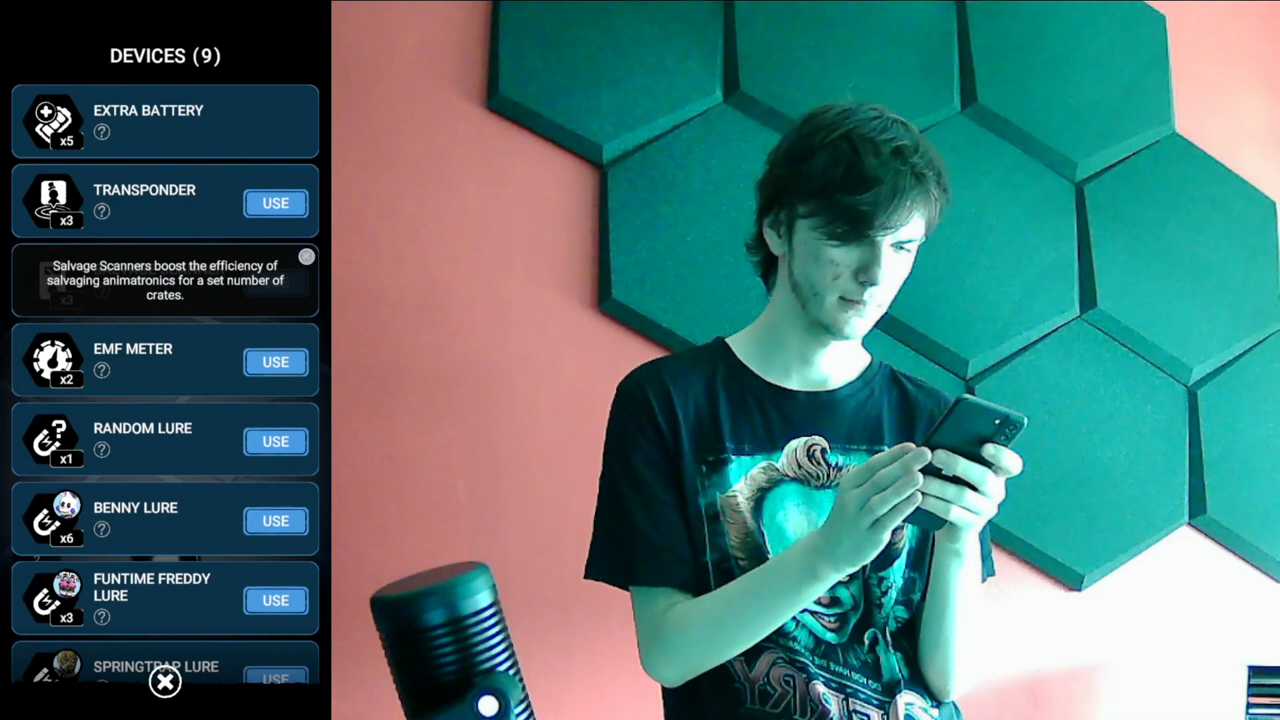 DEVICES (9)
EXTRA BATTERY
?
x5
TRANSPONDER
?
x3
USE
Salvage Scanners boost the efficiency of
salvaging animatronics for a set number of
crates.
x3
EMF METER
?
x2
USE
RANDOM LURE
?
x1
USE
BENNY LURE
?
x6
USE
FUNTIME FREDDY
LURE
?
x3
USE
SPRINGTRAP LURE
USE